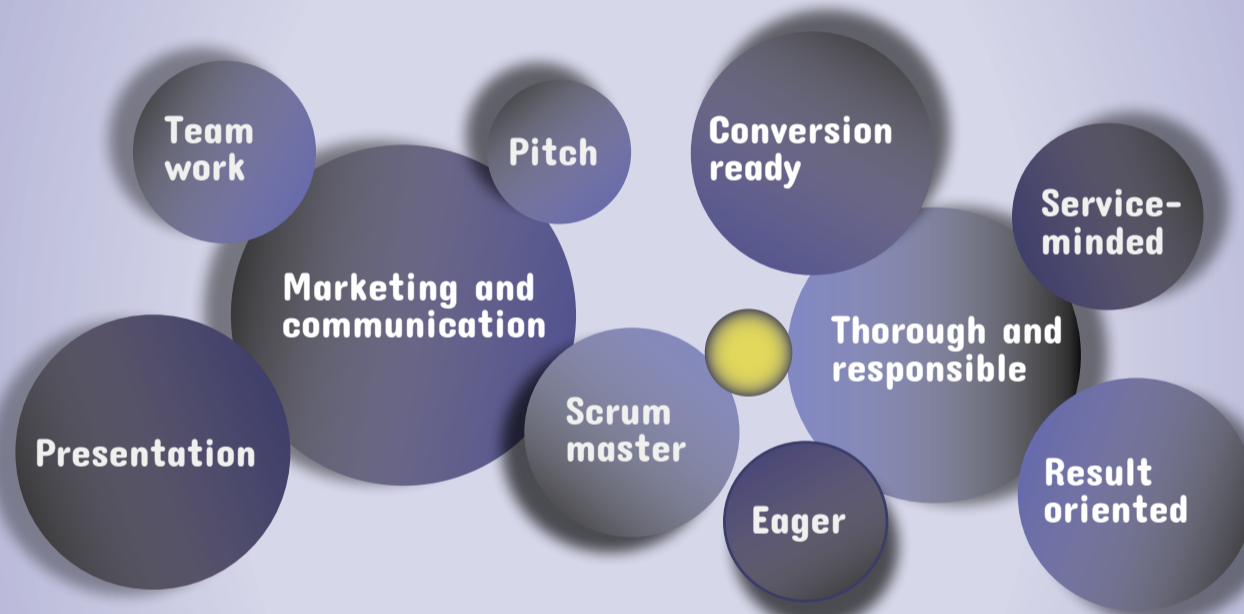 Team
work
Pitch
Conversion
ready
Service-
minded
Marketing and
communication
Thorough and
responsible
Scrum
master
Presentation
Eager
Result
oriented